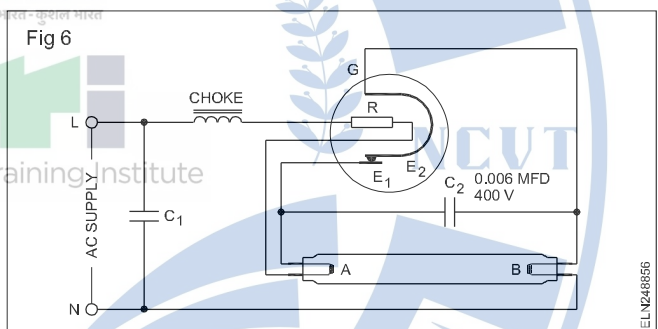 भारत - कुशल भारत
Fig 6
G
CHOKE
R
L
NCVT
raining Institute
E1
E2
C2
0.006 MFD
400 V
AC SUPPLY
C1
A
B
N
ELN248856